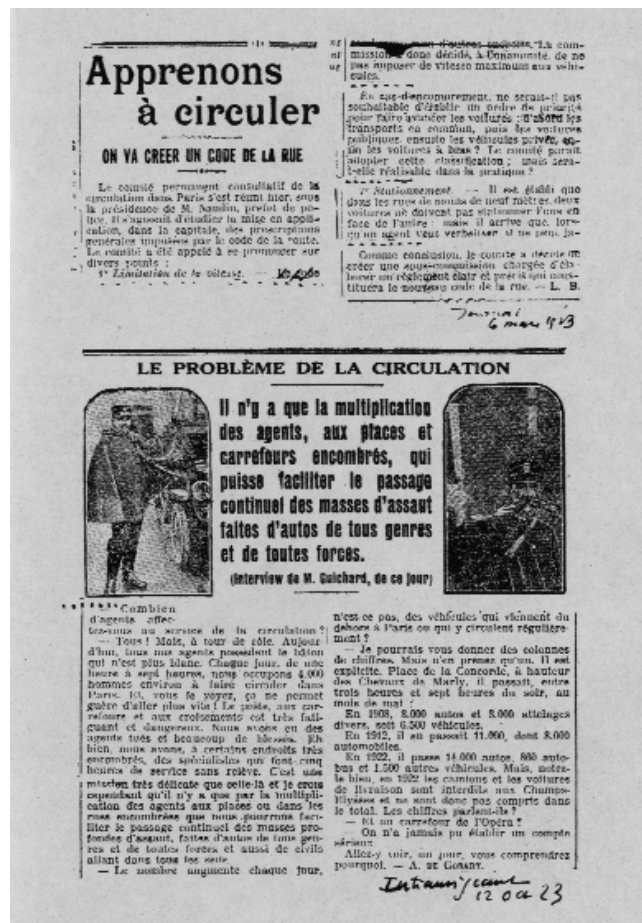 Apprenons
à circuler
ON VA CREER UN CODE DE LA RUE
Le comité permanent consultatif de la
circulation dans Paris s'est réuni hier, sous
la présidence de M. Naudin, préfet de po-
lice. Il s'agissait d'étudier la mise en appli-
cation, dans la capitale, des prescriptions
générales imposées par le code de la route.
Le comité a été appelé à se prononcer sur
divers points :
1° Limitation de la vitesse. —
d'autres endroits. La com-
mission a donc décidé, à l'unanimité, de ne
pas imposer de vitesse maximum aux véhi-
cules.
En cas d'encombrement, ne serait-il pas
souhaitable d'établir un ordre de priorité
pour faire avancer les voitures : d'abord les
transports en commun, puis les voitures
publiques, ensuite les véhicules privés, en-
fin les voitures à bras ? Le comité paraît
adopter cette classification ; mais sera-
t-elle réalisable dans la pratique ?
7° Stationnement. — Il est établi que
dans les rues de moins de neuf mètres deux
voitures ne doivent pas stationner l'une en
face de l'autre ; mais il arrive que, lors-
qu'un agent veut verbaliser, il ne peut ja-
Comme conclusion, le comité a décidé de
créer une sous-commission chargée d'éla-
borer un règlement clair et précis qui cons-
tituera le nouveau code de la rue. — L. B.
Journal
6 mars 1923
LE PROBLÈME DE LA CIRCULATION
Il n'y a que la multiplication
des agents, aux places et
carrefours encombrés, qui
puisse faciliter le passage
continuel des masses d'assaut
faites d'autos de tous genres
et de toutes forces.
(Interview de M. Guichard, de ce jour)
— Combien
d'agents affec-
tez-vous au service de la circulation ?
— Tous ! Mais, à tour de rôle. Aujour-
d'hui, tous nos agents possèdent le bâton
qui n'est plus blanc. Chaque jour, de une
heure à sept heures, nous occupons 4.000
hommes environ à faire circuler dans
Paris. Et, vous le voyez, ça ne permet
guère d'aller plus vite ! Le poste, aux car-
refours et aux croisements est très fati-
guant et dangereux. Nous avons eu des
agents tués et beaucoup de blessés. Eh
bien, nous avons, à certains endroits très
encombrés, des spécialistes qui font cinq
heures de service sans relève. C'est une
mission très délicate que celle-là et je crois
cependant qu'il n'y a que par la multipli-
cation des agents aux places ou dans les
rues encombrées que nous pourrons faci-
liter le passage continuel des masses pro-
fondes d'assaut, faites d'autos de tous gen-
res et de toutes forces et aussi de civils
allant dans tous les sens.
— Le nombre augmente chaque jour,
n'est-ce pas, des véhicules qui viennent du
dehors à Paris ou qui y circulent régulière-
ment ?
— Je pourrais vous donner des colonnes
de chiffres. Mais n'en prenez qu'un. Il est
explicite. Place de la Concorde, à hauteur
des Chevaux de Marly, il passait, entre
trois heures et sept heures du soir, au
mois de mai :
En 1908, 3.000 autos et 3.000 attelages
divers, soit 6.500 véhicules.
En 1912, il en passait 11.000, dont 8.000
automobiles.
En 1922, il passe 14.000 autos, 860 auto-
bus et 1.500 autres véhicules. Mais, notez-
le bien, en 1922 les camions et les voitures
de livraison sont interdits aux Champs-
Elysées et ne sont donc pas compris dans
le total. Les chiffres parlent-ils ?
— Et au carrefour de l'Opéra ?
— On n'a jamais pu établir un compte
sérieux.
Allez-y voir, un jour, vous comprendrez
pourquoi. — A. DE GOBART.
Intransigeant
12 Oct 23